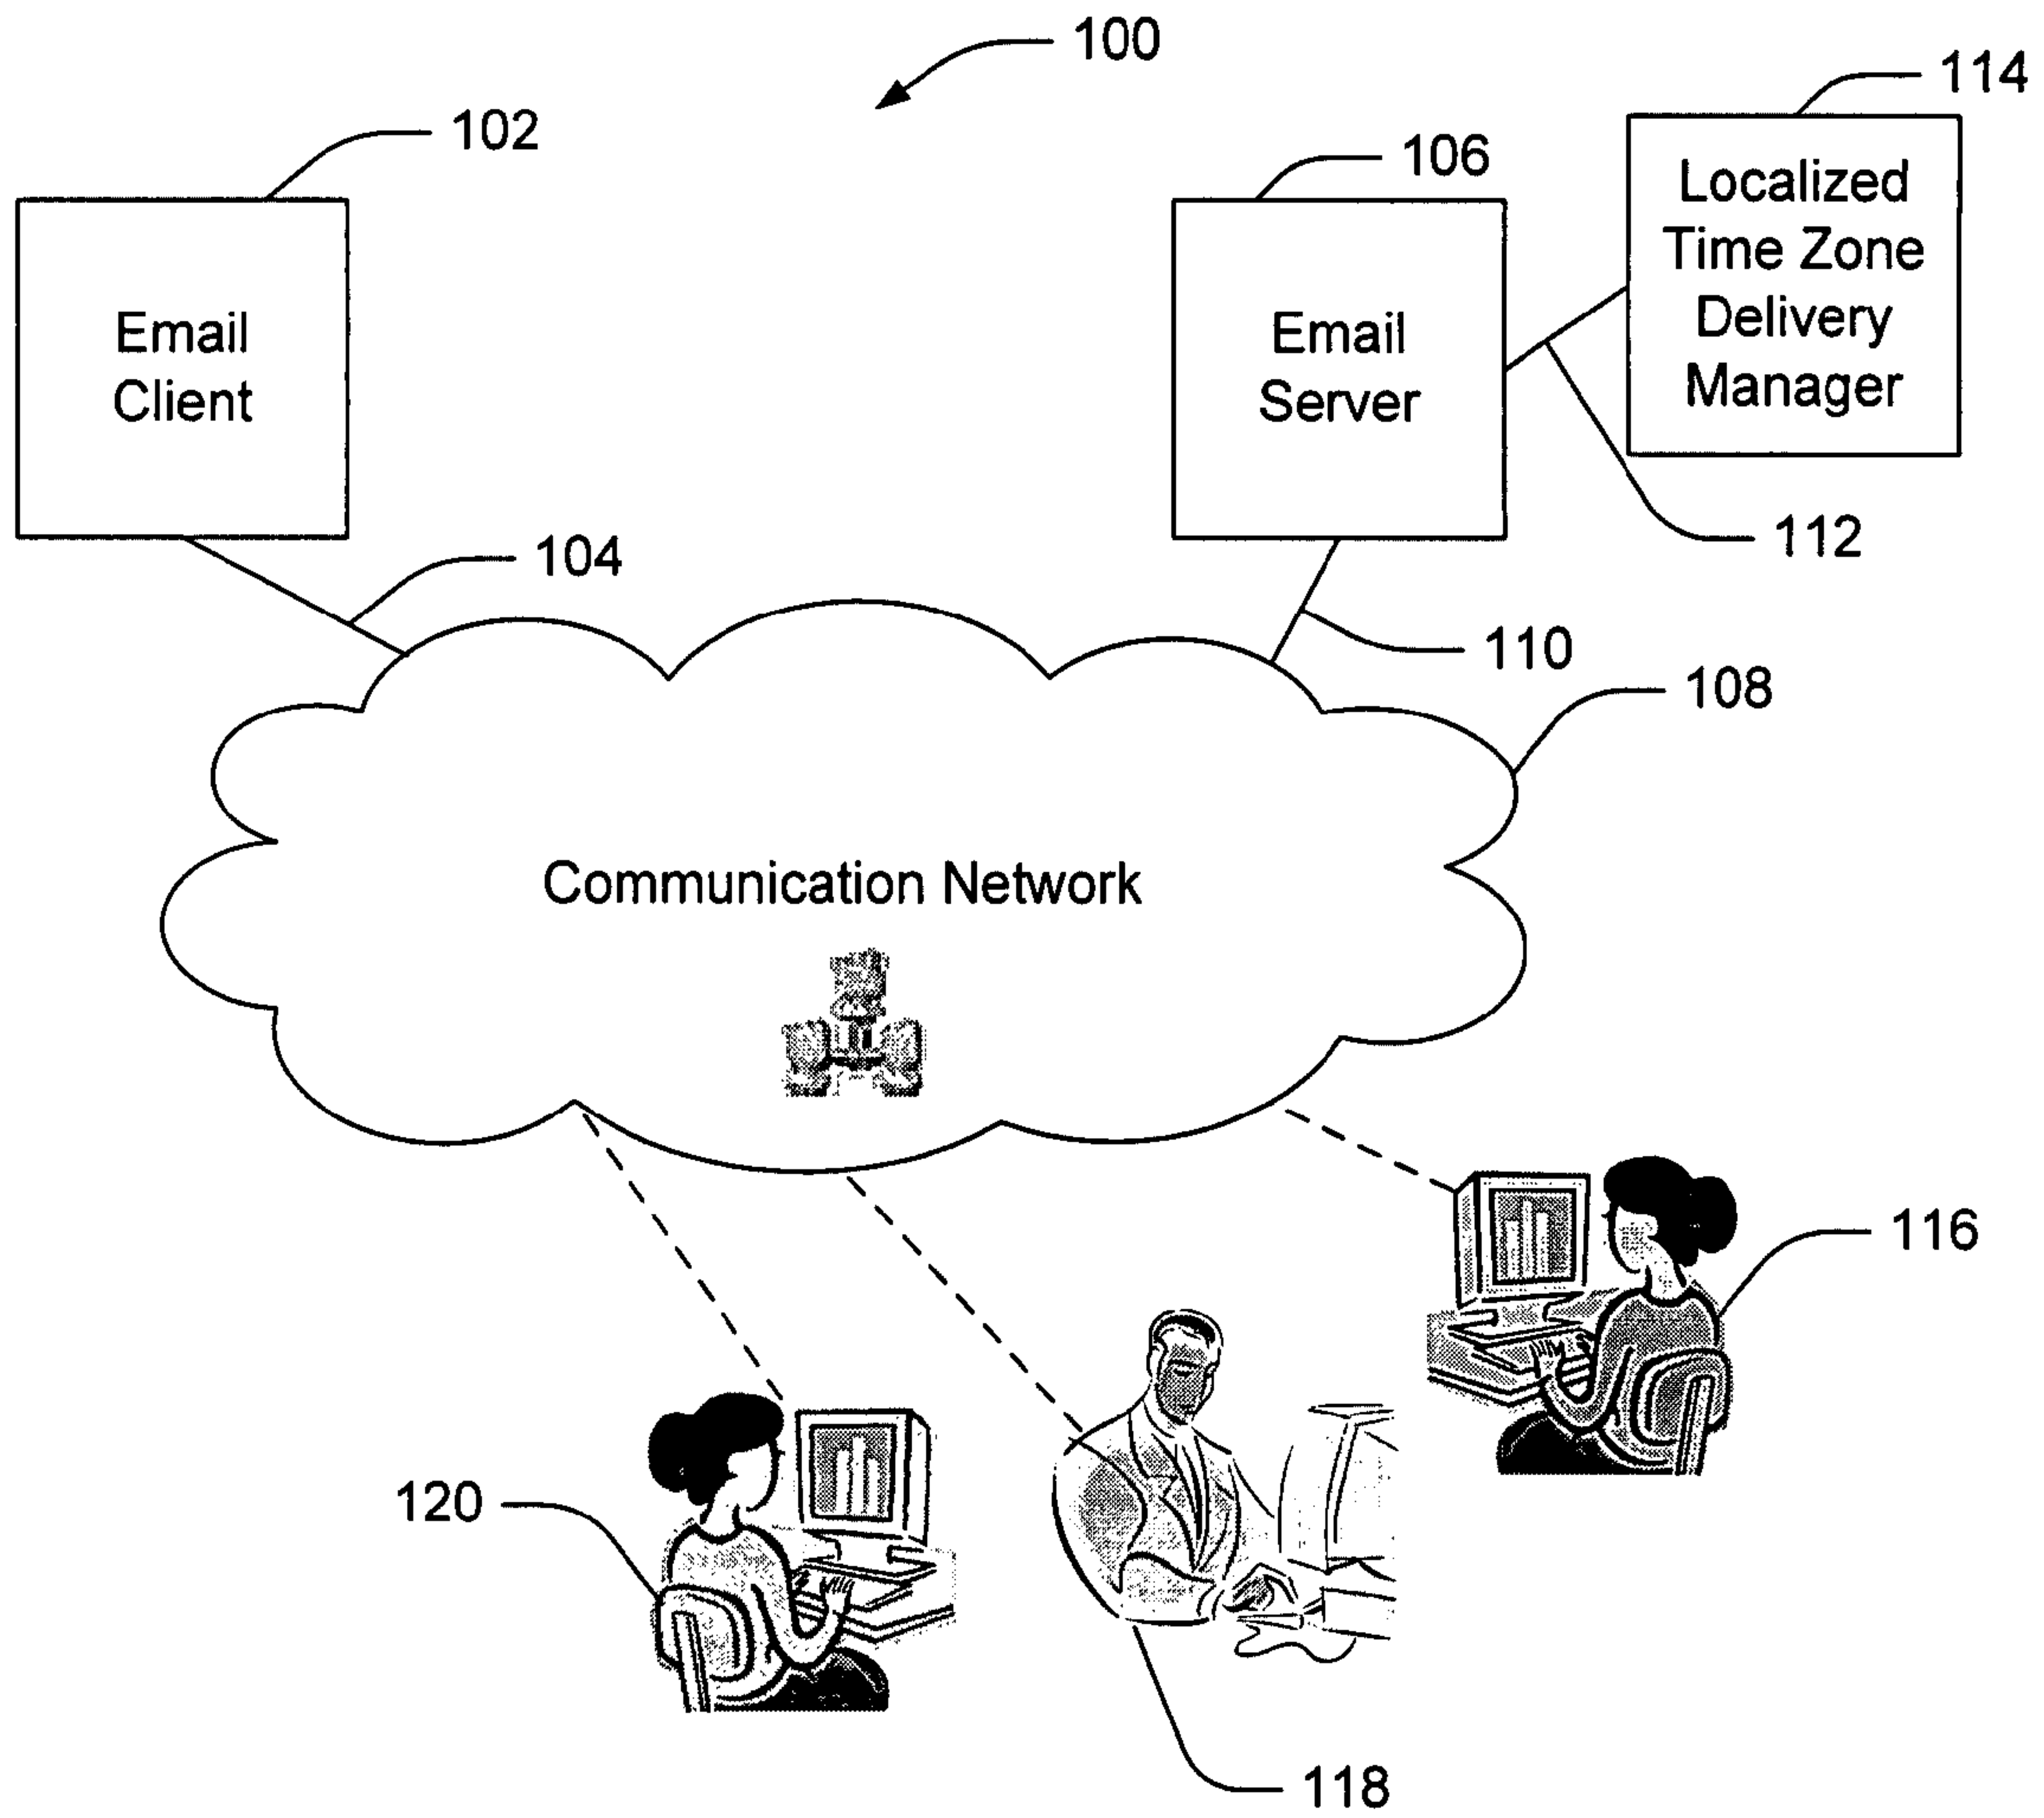 100
114
102
106
Localized
Time Zone
Delivery
Manager
Email
Client
Email
Server
112
104
110
108
Communication Network
116
120
118